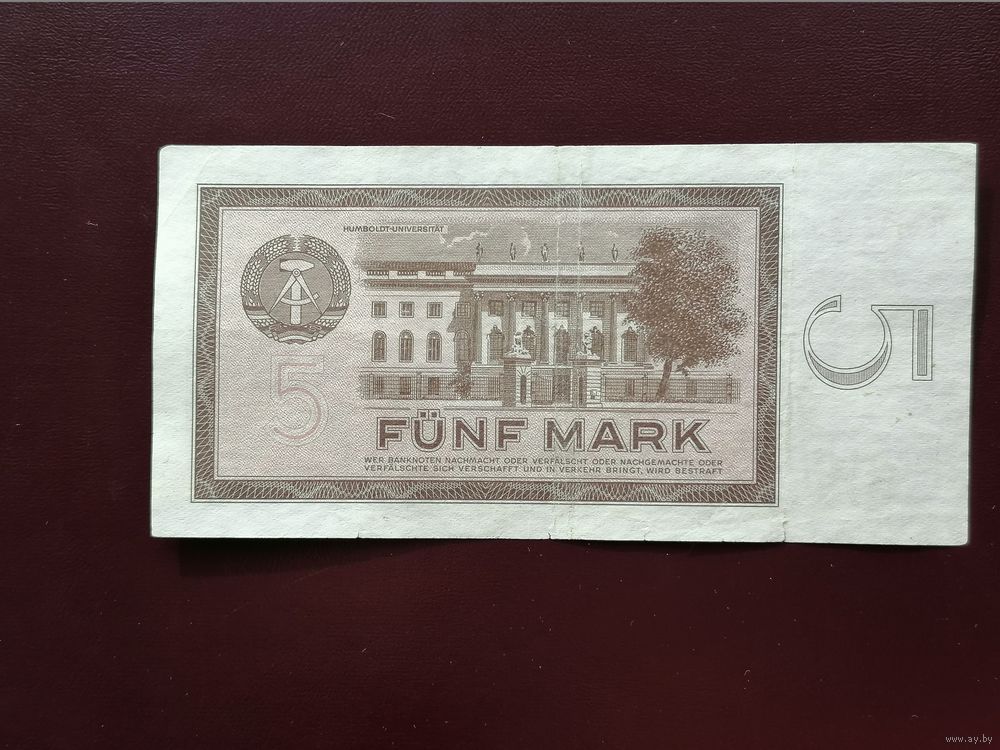 HUMBOLDT-UNIVERSITÄT
5
FÜNF MARK
WER BANKNOTEN NACHMACHT ODER VERFÄLSCHT ODER NACHGEMACHTE ODER
VERFÄLSCHTE SICH VERSCHAFFT UND IN VERKEHR BRINGT, WIRD BESTRAFT
5
www.ay.by